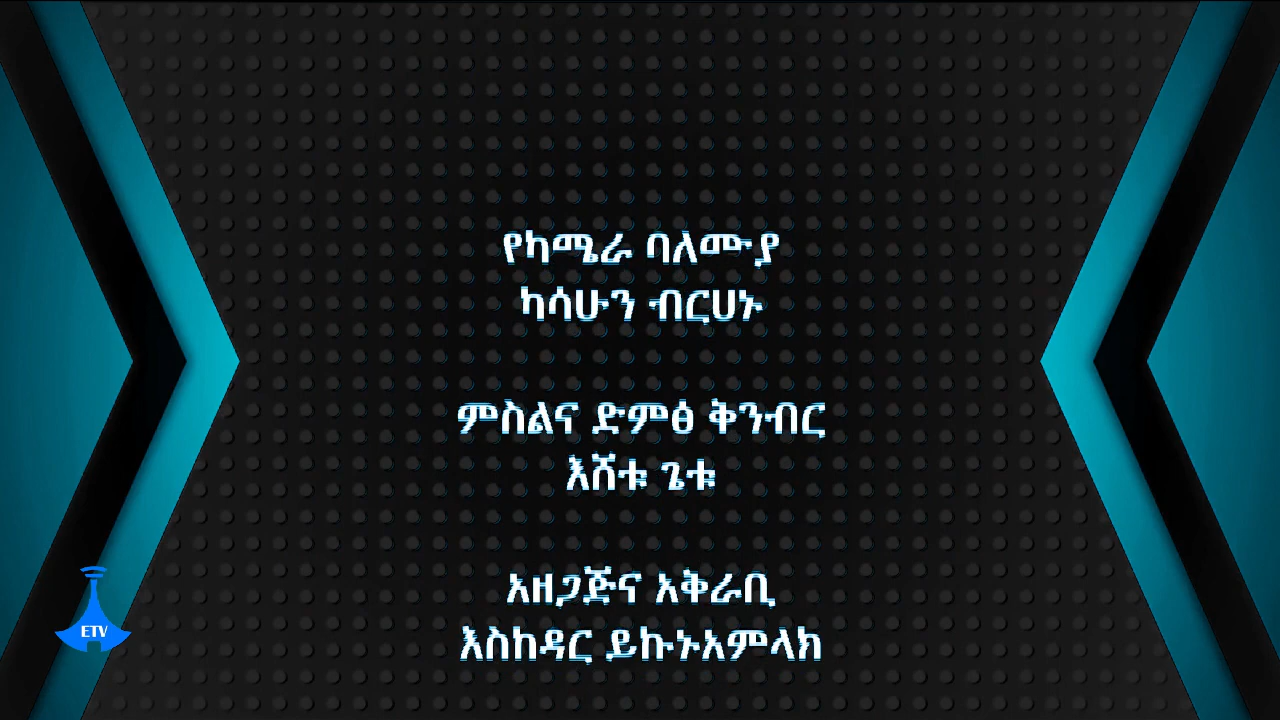 የካሜራ ባለሙያ
ካሳሁን ብርሀኑ
ምስልና ድምፅ ቅንብር
እሸቱ ጌቱ
አዘጋጅና አቅራቢ
እስከዳር ይኩኑአምላክ
ETV